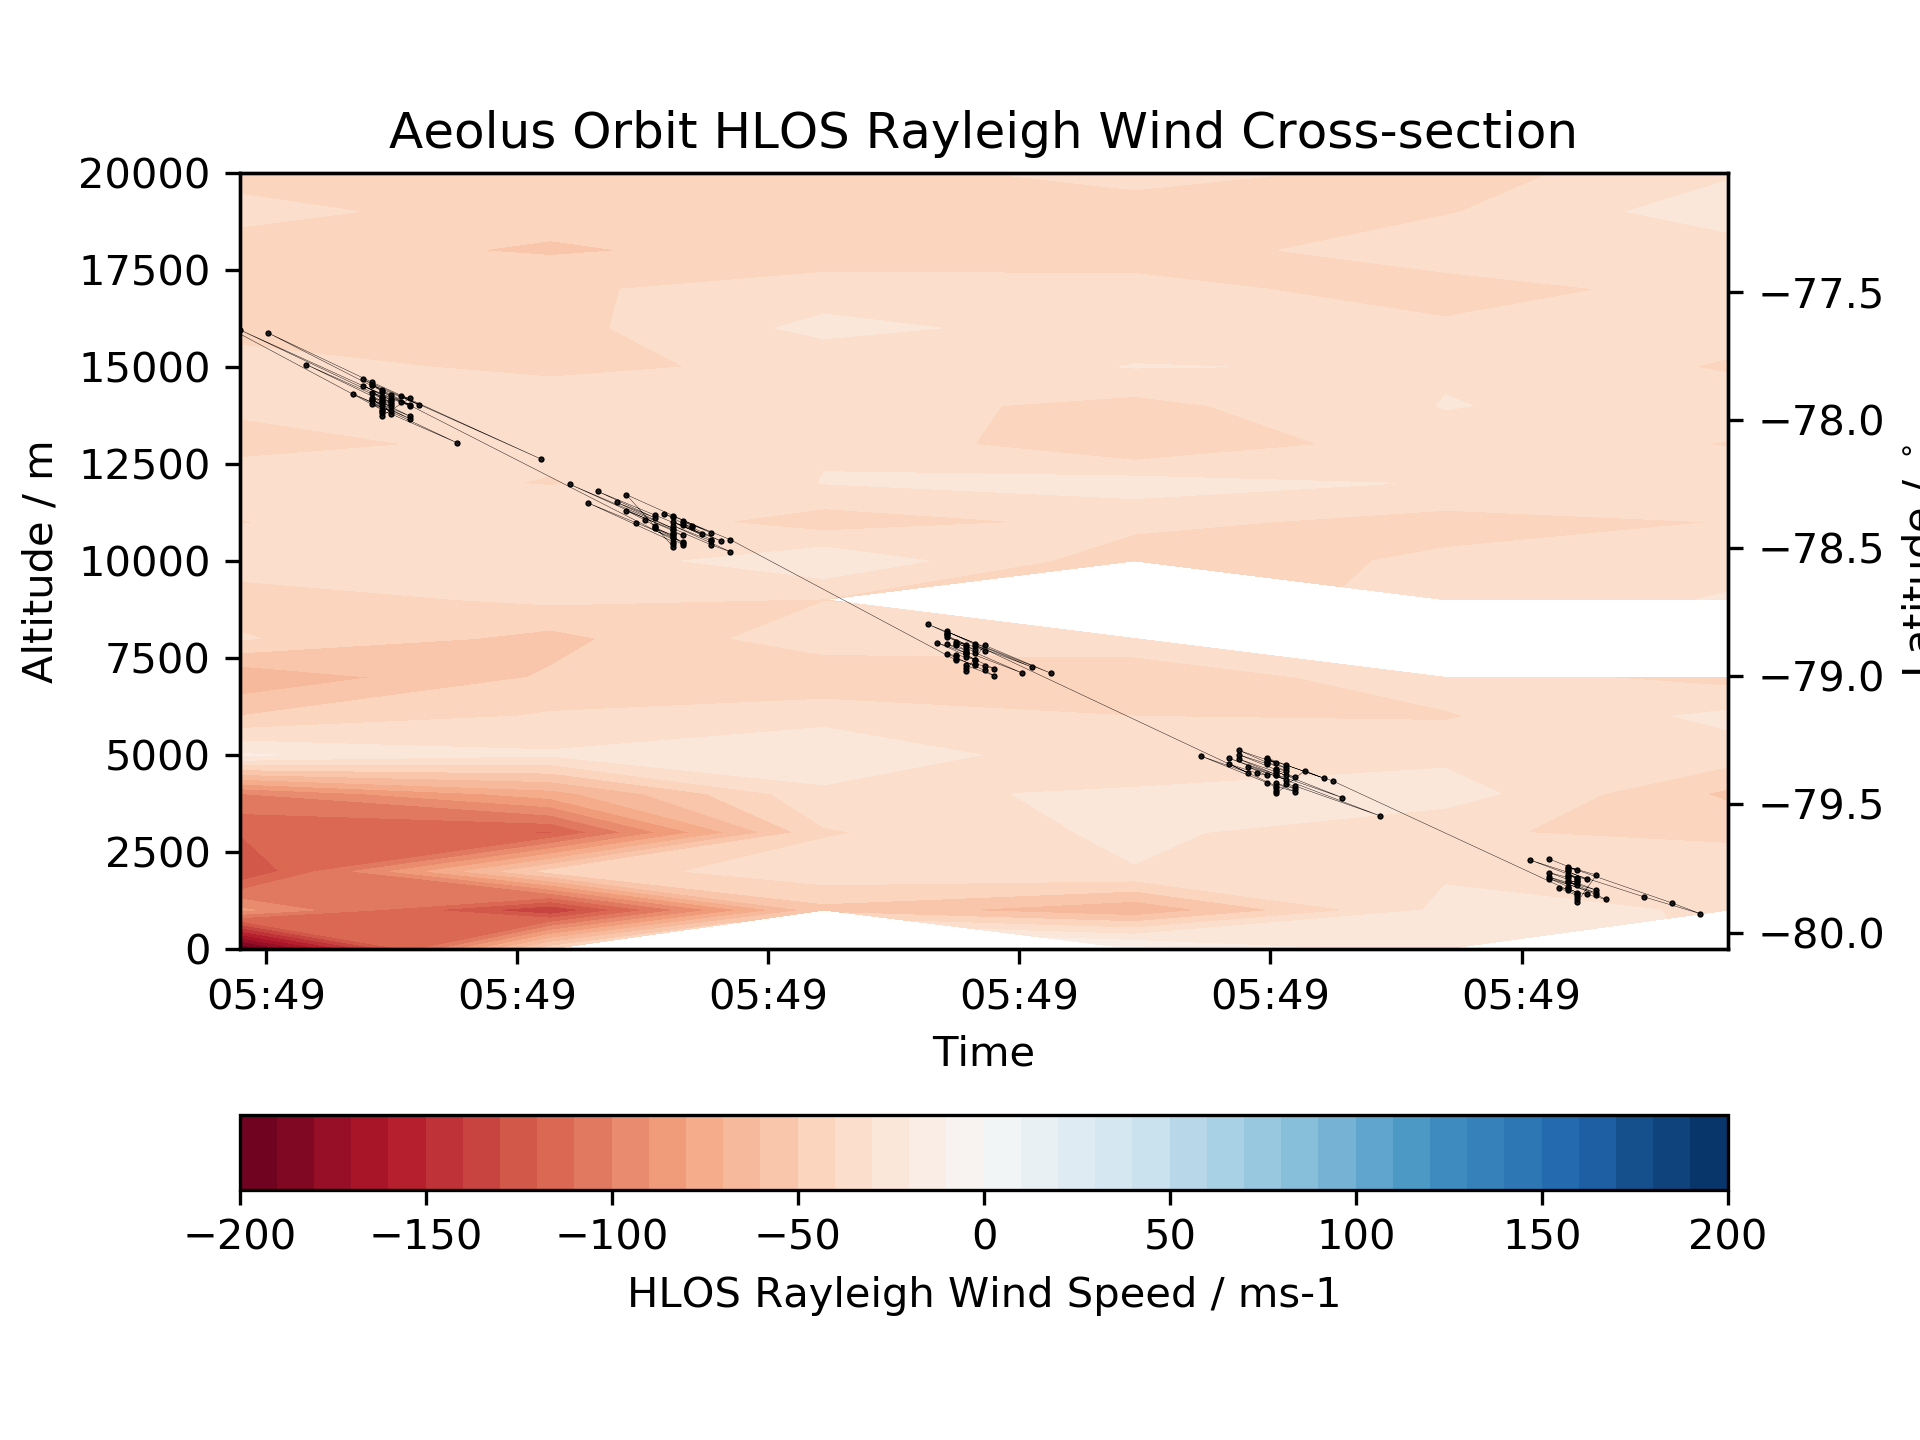 Aeolus Orbit HLOS Rayleigh Wind Cross-section
20000
17500
15000
12500
10000
7500
5000
2500
0
Altitude / m
−77.5
−78.0
−78.5
−79.0
−79.5
−80.0
Latitude / °
05:49 05:49 05:49 05:49 05:49 05:49
Time
−200 −150 −100 −50 0 50 100 150 200
HLOS Rayleigh Wind Speed / ms-1